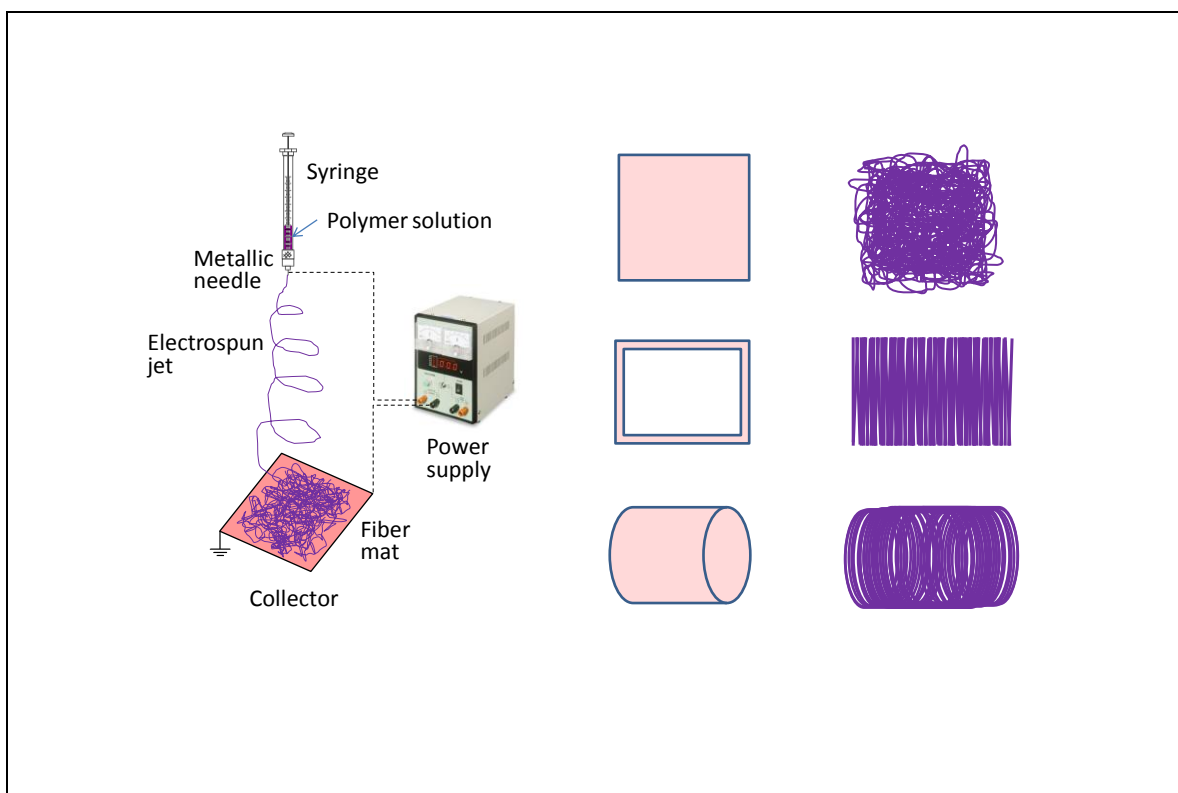 Syringe
Polymer solution
Metallic
needle
Electrospun
jet
Power
supply
Fiber
mat
Collector